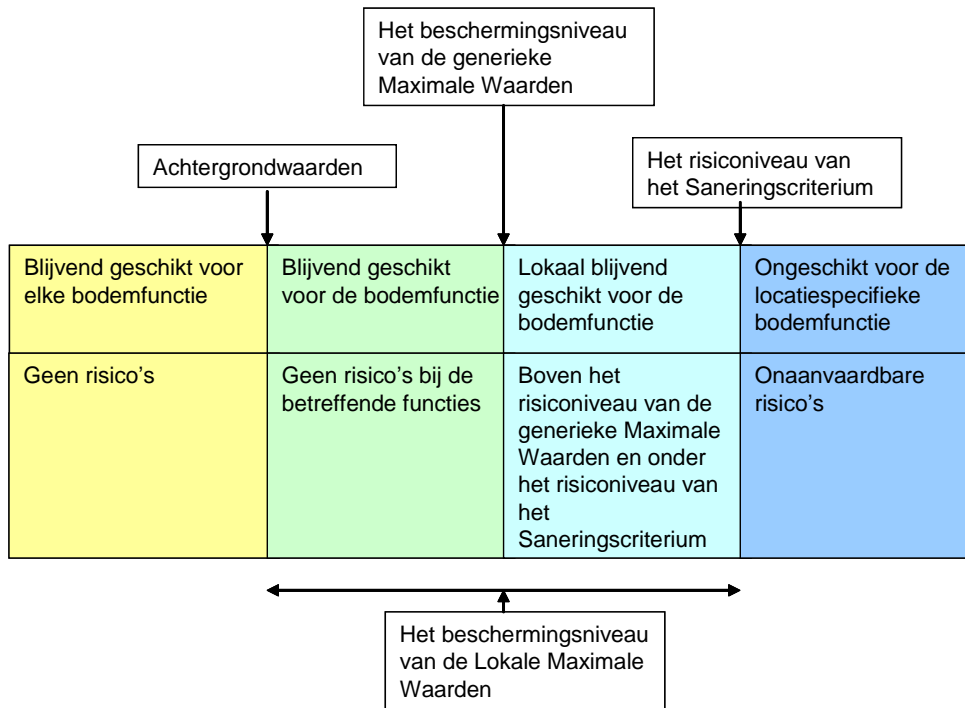 Het beschermingsniveau
van de generieke
Maximale Waarden
Achtergrondwaarden
Het risiconiveau van
het Saneringscriterium
Blijvend geschikt voor
elke bodemfunctie
Blijvend geschikt
voor de bodemfunctie
Lokaal blijvend
geschikt voor de
bodemfunctie
Ongeschikt voor de
locatiespecifieke
bodemfunctie
Geen risico's
Geen risico's bij de
betreffende functies
Boven het
risiconiveau van de
generieke Maximale
Waarden en onder
het risiconiveau van
het
Saneringscriterium
Onaanvaardbare
risico's
Het beschermingsniveau
van de Lokale Maximale
Waarden